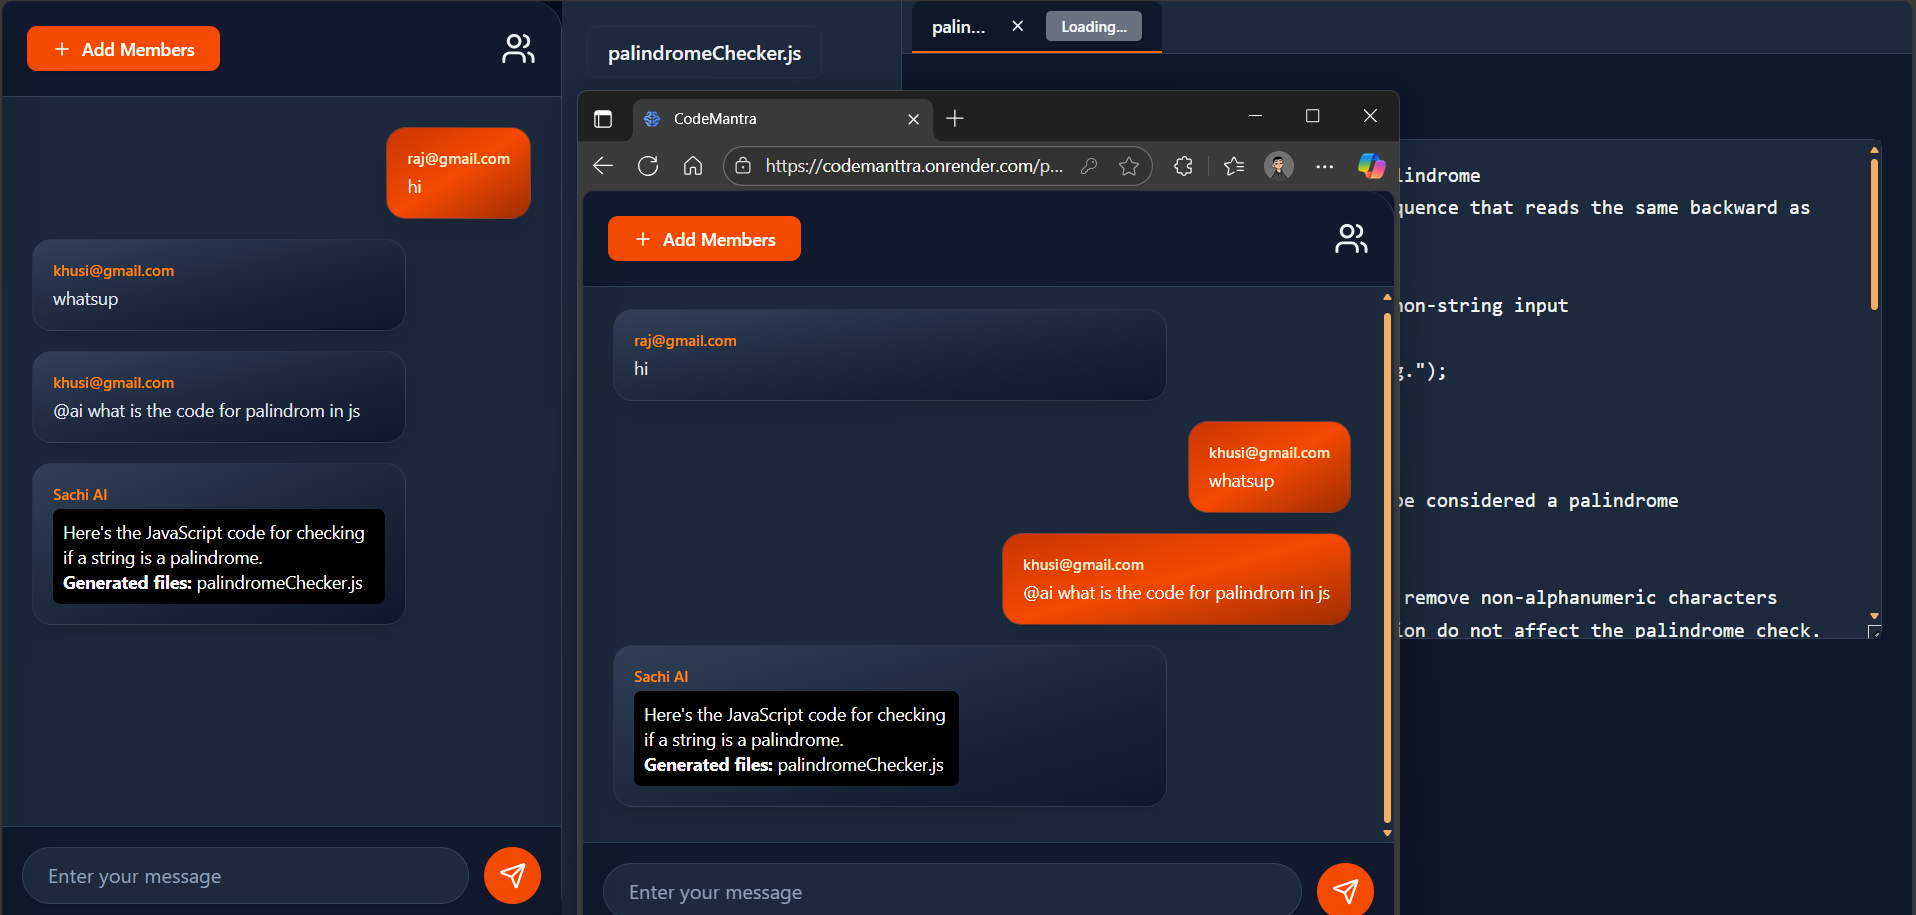 + Add Members
raj@gmail.com
hi
khusi@gmail.com
whatsup
khusi@gmail.com
@ai what is the code for palindrom in js
Sachi AI
Here's the JavaScript code for checking
if a string is a palindrome.
Generated files: palindromeChecker.js
Enter your message
palindromeChecker.js
palin...
Loading...
CodeMantra
https://codemanttra.onrender.com/p...
+ Add Members
raj@gmail.com
hi
khusi@gmail.com
whatsup
khusi@gmail.com
@ai what is the code for palindrom in js
Sachi AI
Here's the JavaScript code for checking
if a string is a palindrome.
Generated files: palindromeChecker.js
Enter your message
lindrome
quence that reads the same backward as
non-string input
g.");
be considered a palindrome
remove non-alphanumeric characters
ion do not affect the palindrome check.